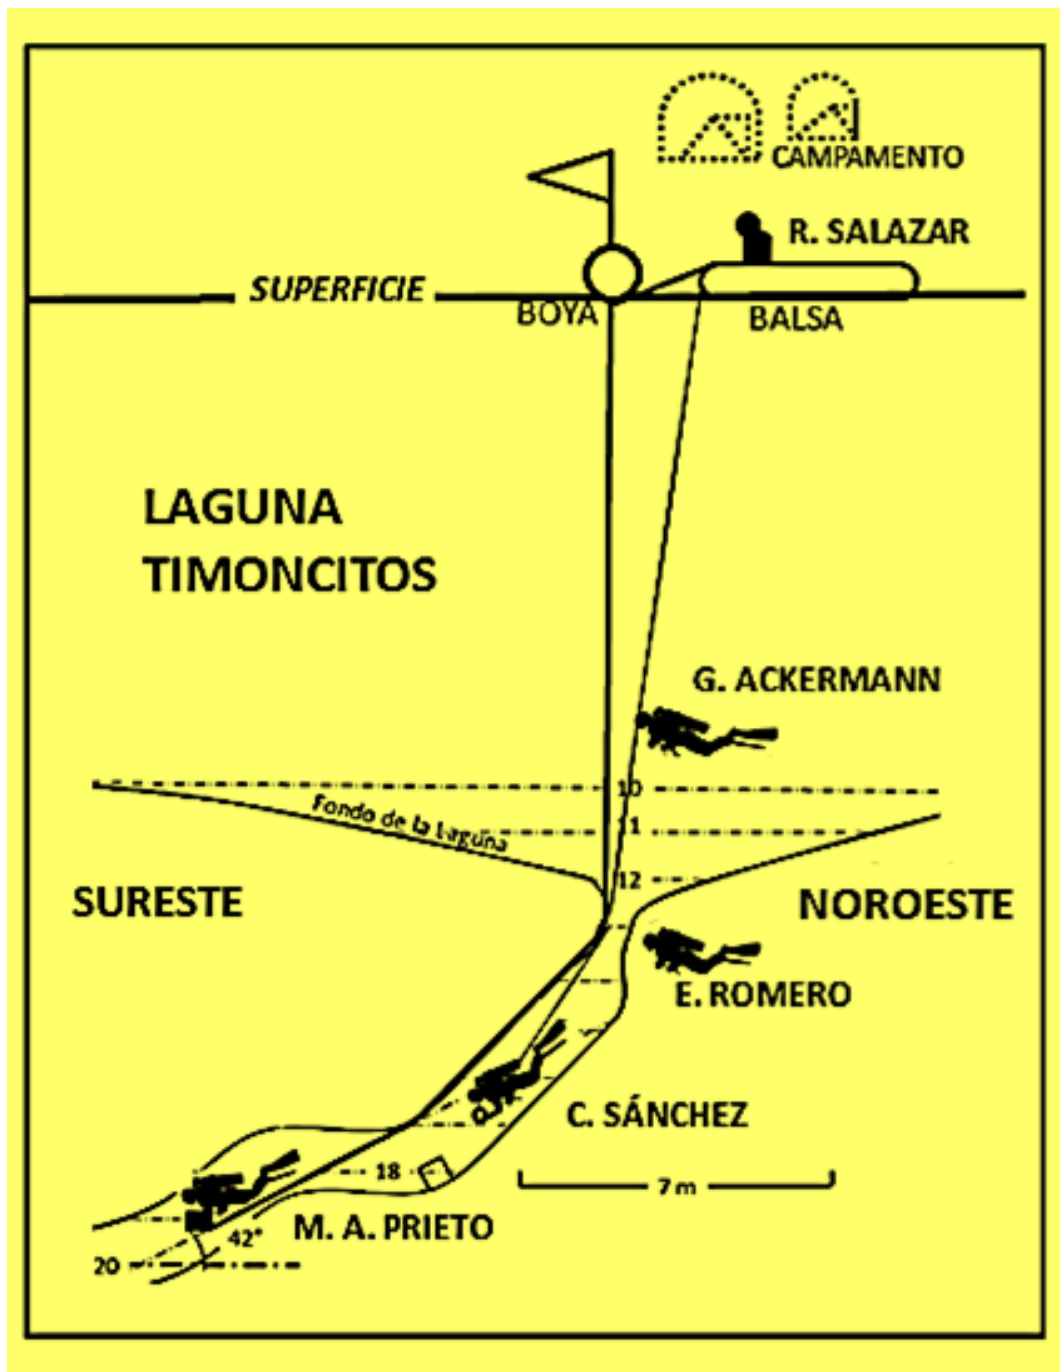 CAMPAMENTO
R. SALAZAR
SUPERFICIE
BOYA
BALSA
LAGUNA
TIMONCITOS
G. ACKERMANN
10
Fondo de la Laguna
11
12
SURESTE
NOROESTE
E. ROMERO
C. SÁNCHEZ
18
7 m
M. A. PRIETO
42°
20